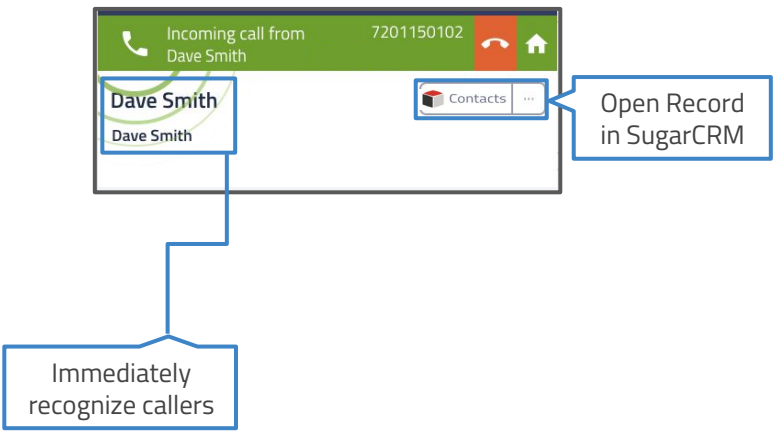 Incoming call from 7201150102
Dave Smith
Dave Smith
Contacts ...
Dave Smith
Open Record
in SugarCRM
Immediately
recognize callers